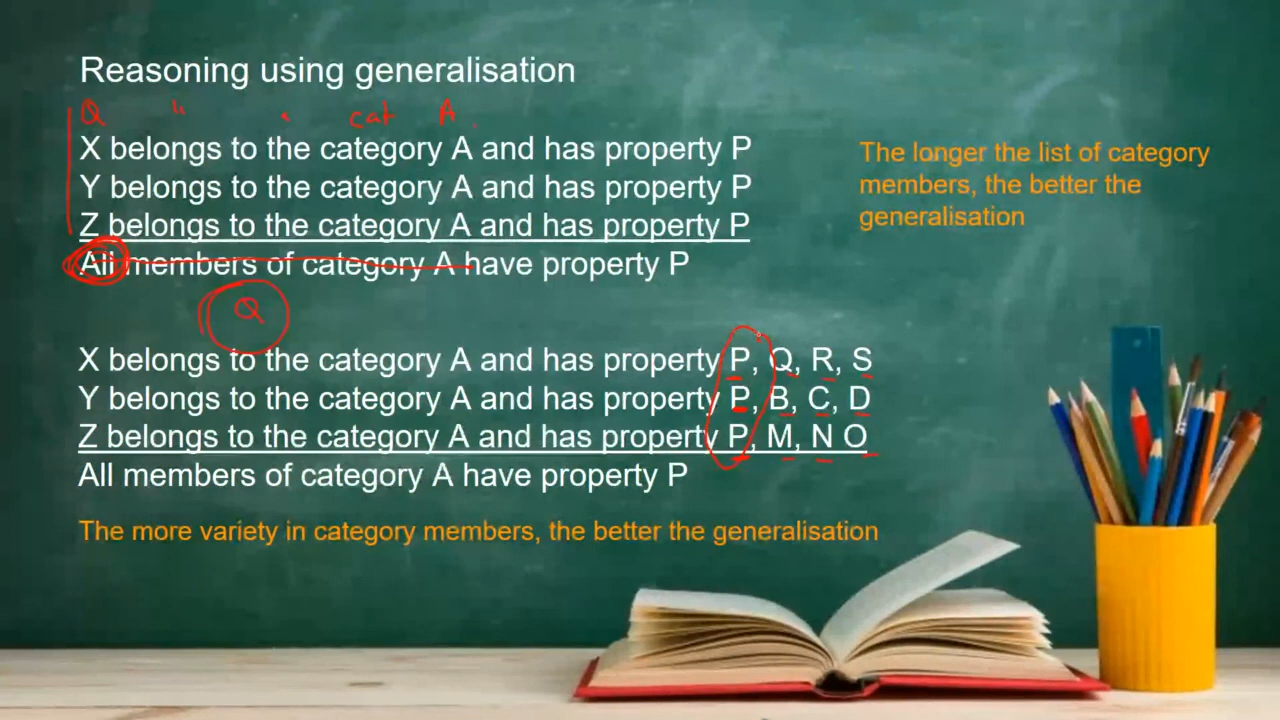 Reasoning using generalisation
Q " " cat A
X belongs to the category A and has property P
Y belongs to the category A and has property P
Z belongs to the category A and has property P
All members of category A have property P
The longer the list of category
members, the better the
generalisation
Q
X belongs to the category A and has property P, Q, R, S
Y belongs to the category A and has property P, B, C, D
Z belongs to the category A and has property P, M, N O
All members of category A have property P
The more variety in category members, the better the generalisation